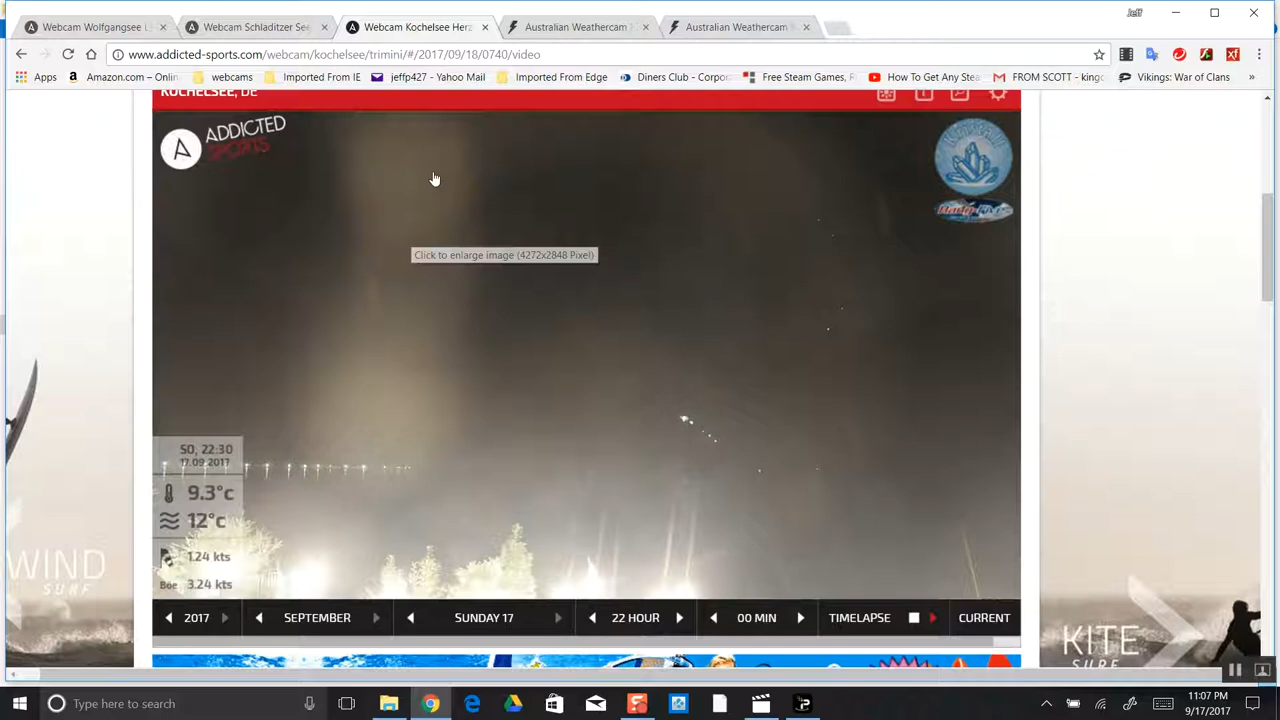 Webcam Wolfgangsee L
Webcam Schladitzer See
Webcam Kochelsee Herz
Australian Weathercam
Australian Weathercam
Jeff
www.addicted-sports.com/webcam/kochelsee/trimini/#/2017/09/18/0740/video
Apps
Amazon.com – Onlin
webcams
Imported From IE
jeffp427 - Yahoo Mail
Imported From Edge
Diners Club - Corpor
Free Steam Games, F
How To Get Any Stea
FROM SCOTT - kingo
Vikings: War of Clans
»
KOCHELSEE, DE
ADDICTED
SPORTS
Click to enlarge image (4272x2848 Pixel)
SO, 22:30
17.09.2017
9.3°c
12°c
1.24 kts
Böe 3.24 kts
WIND
SURF
KITE
SURF
2017
SEPTEMBER
SUNDAY 17
22 HOUR
00 MIN
TIMELAPSE
CURRENT
Type here to search
11:07 PM
9/17/2017